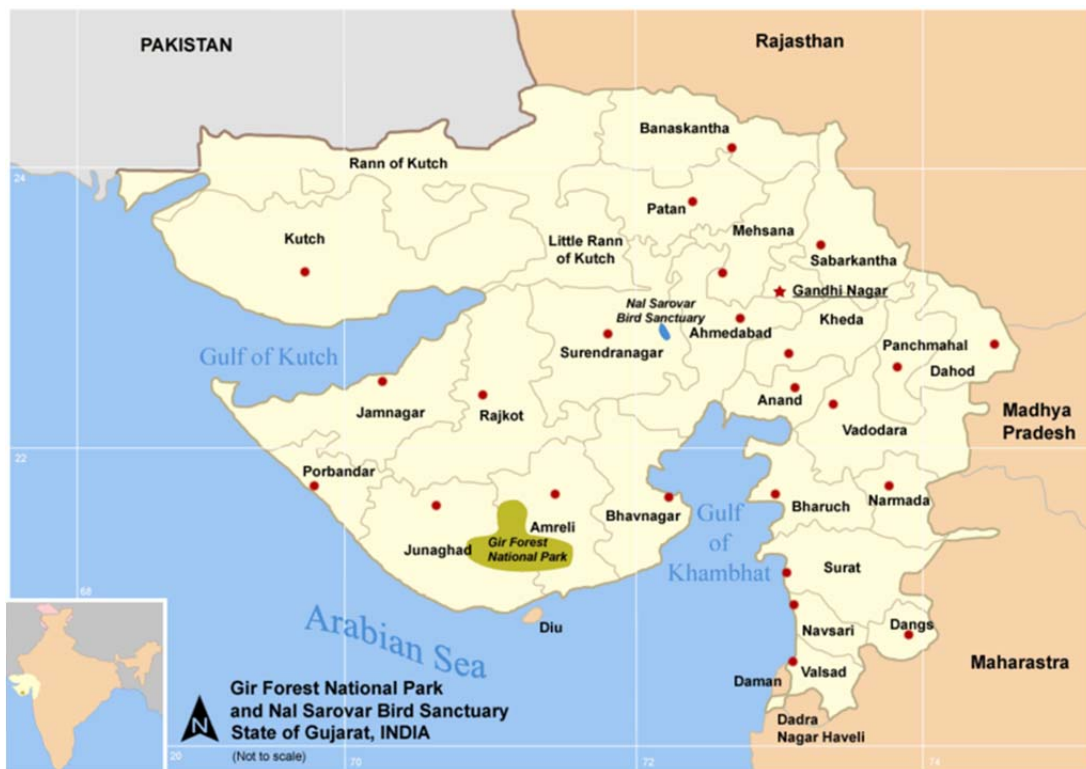 PAKISTAN
Rajasthan
Banaskantha
Rann of Kutch
24
Patan
Mehsana
Kutch
Little Rann
of Kutch
Sabarkantha
Gandhi Nagar
Nal Sarovar
Bird Sanctuary
Ahmedabad
Kheda
Gulf of Kutch
Surendranagar
Panchmahal
Dahod
Jamnagar
Rajkot
Anand
Madhya
Pradesh
Vadodara
22
Porbandar
Bharuch
Narmada
Amreli
Bhavnagar
Gulf
of
Khambhat
Junaghad
Gir Forest
National Park
Surat
68
Arabian Sea
Diu
Navsari
Dangs
Maharastra
Valsad
Daman
Gir Forest National Park
and Nal Sarovar Bird Sanctuary
State of Gujarat, INDIA
(Not to scale)
N
Dadra
Nagar Haveli
20
70
72
74